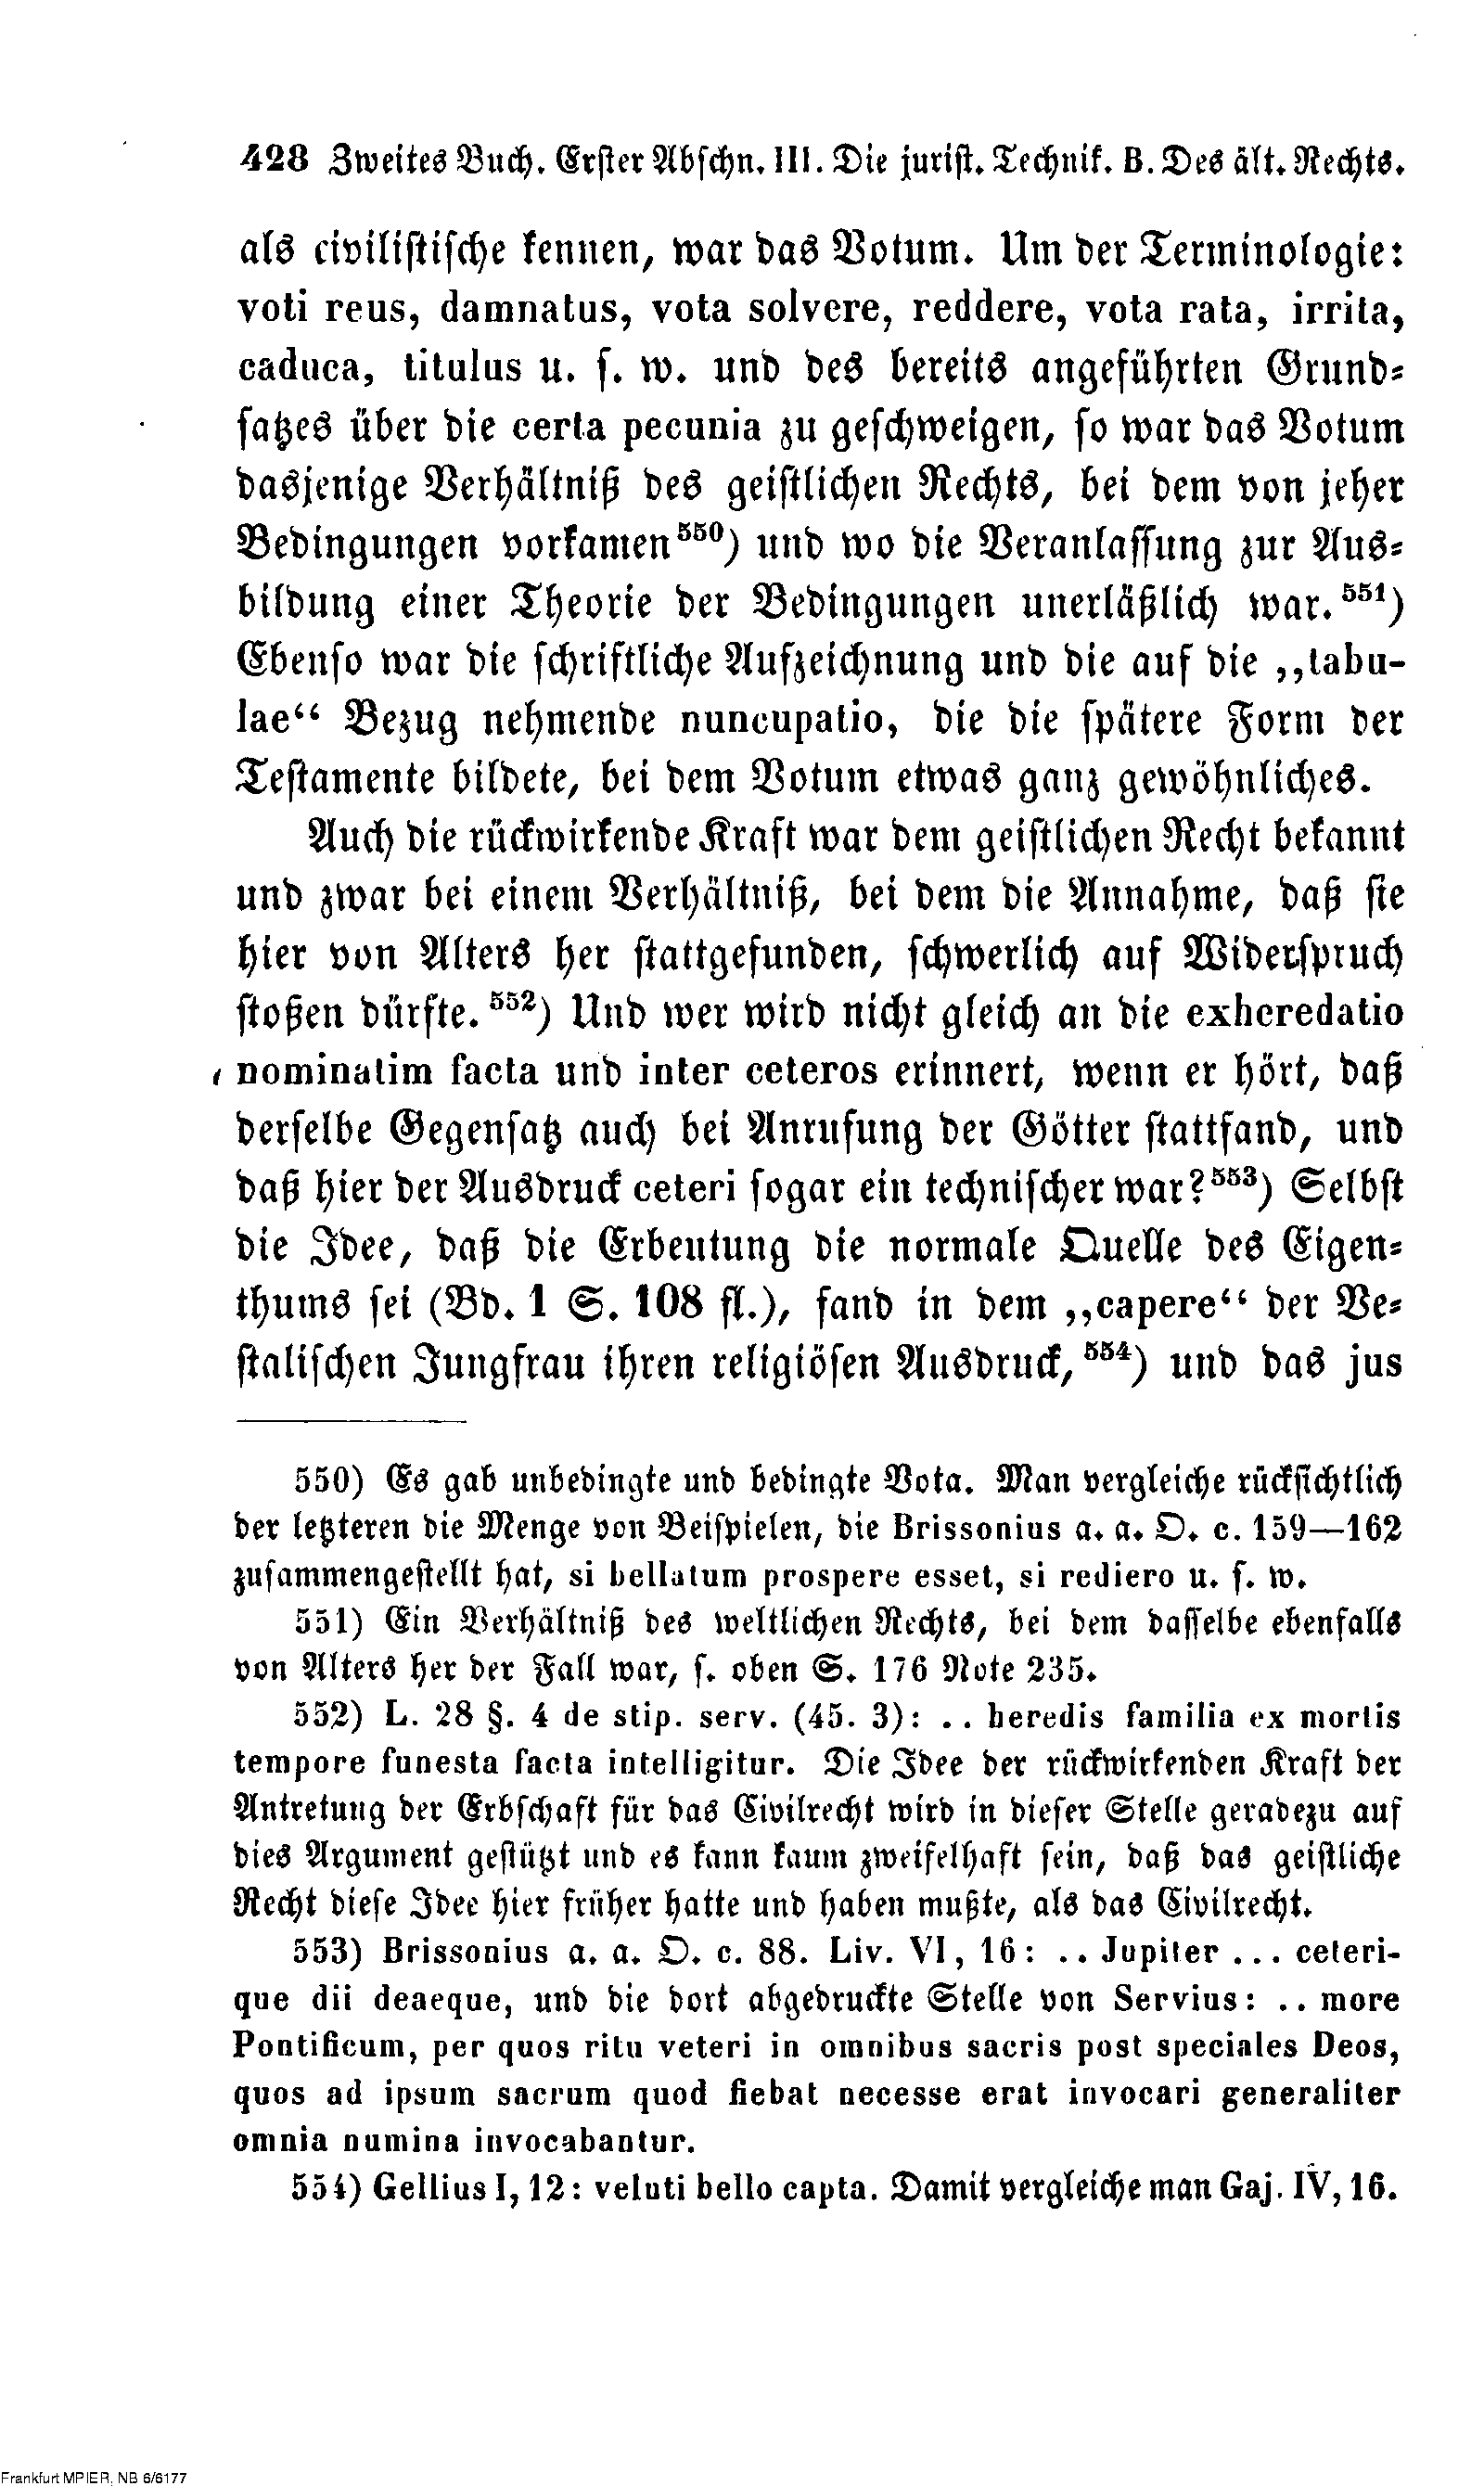 428 Zweites Buch. Erster Abschn. III. Die jurist. Technik. B. Des ält. Rechts.
als civilistische kennen, war das Votum. Um der Terminologie:
voti reus, damnatus, vota solvere, reddere, vota rata, irrita,
caduca, titulus u. s. w. und des bereits angeführten Grund-
satzes über die certa pecunia zu geschweigen, so war das Votum
dasjenige Verhältniß des geistlichen Rechts, bei dem von jeher
Bedingungen vorkamen 550) und wo die Veranlassung zur Aus-
bildung einer Theorie der Bedingungen unerläßlich war. 551)
Ebenso war die schriftliche Aufzeichnung und die auf die „tabu-
lae“ Bezug nehmende nuncupatio, die die spätere Form der
Testamente bildete, bei dem Votum etwas ganz gewöhnliches.
Auch die rückwirkende Kraft war dem geistlichen Recht bekannt
und zwar bei einem Verhältniß, bei dem die Annahme, daß sie
hier von Alters her stattgefunden, schwerlich auf Widerspruch
stoßen dürfte. 552) Und wer wird nicht gleich an die exheredatio
nominatim facta und inter ceteros erinnert, wenn er hört, daß
derselbe Gegensatz auch bei Anrufung der Götter stattfand, und
daß hier der Ausdruck ceteri sogar ein technischer war? 553) Selbst
die Idee, daß die Erbeutung die normale Quelle des Eigen-
thums sei (Bd. 1 S. 108 fl.), fand in dem „capere“ der Ve-
stalischen Jungfrau ihren religiösen Ausdruck, 554) und das jus
550) Es gab unbedingte und bedingte Vota. Man vergleiche rücksichtlich
der letzteren die Menge von Beispielen, die Brissonius a. a. O. c. 159—162
zusammengestellt hat, si bellatum prospere esset, si rediero u. s. w.
551) Ein Verhältniß des weltlichen Rechts, bei dem dasselbe ebenfalls
von Alters her der Fall war, s. oben S. 176 Note 235.
552) L. 28 §. 4 de stip. serv. (45. 3): .. heredis familia ex mortis
tempore funesta facta intelligitur. Die Idee der rückwirkenden Kraft der
Antretung der Erbschaft für das Civilrecht wird in dieser Stelle geradezu auf
dies Argument gestützt und es kann kaum zweifelhaft sein, daß das geistliche
Recht diese Idee hier früher hatte und haben mußte, als das Civilrecht.
553) Brissonius a. a. O. c. 88. Liv. VI, 16: .. Jupiter ... ceteri-
que dii deaeque, und die dort abgedruckte Stelle von Servius: .. more
Pontificum, per quos ritu veteri in omnibus sacris post speciales Deos,
quos ad ipsum sacrum quod fiebat necesse erat invocari generaliter
omnia numina invocabantur.
554) Gellius I, 12: veluti bello capta. Damit vergleiche man Gaj. IV, 16.
Frankfurt MPIER, NB 6/6177